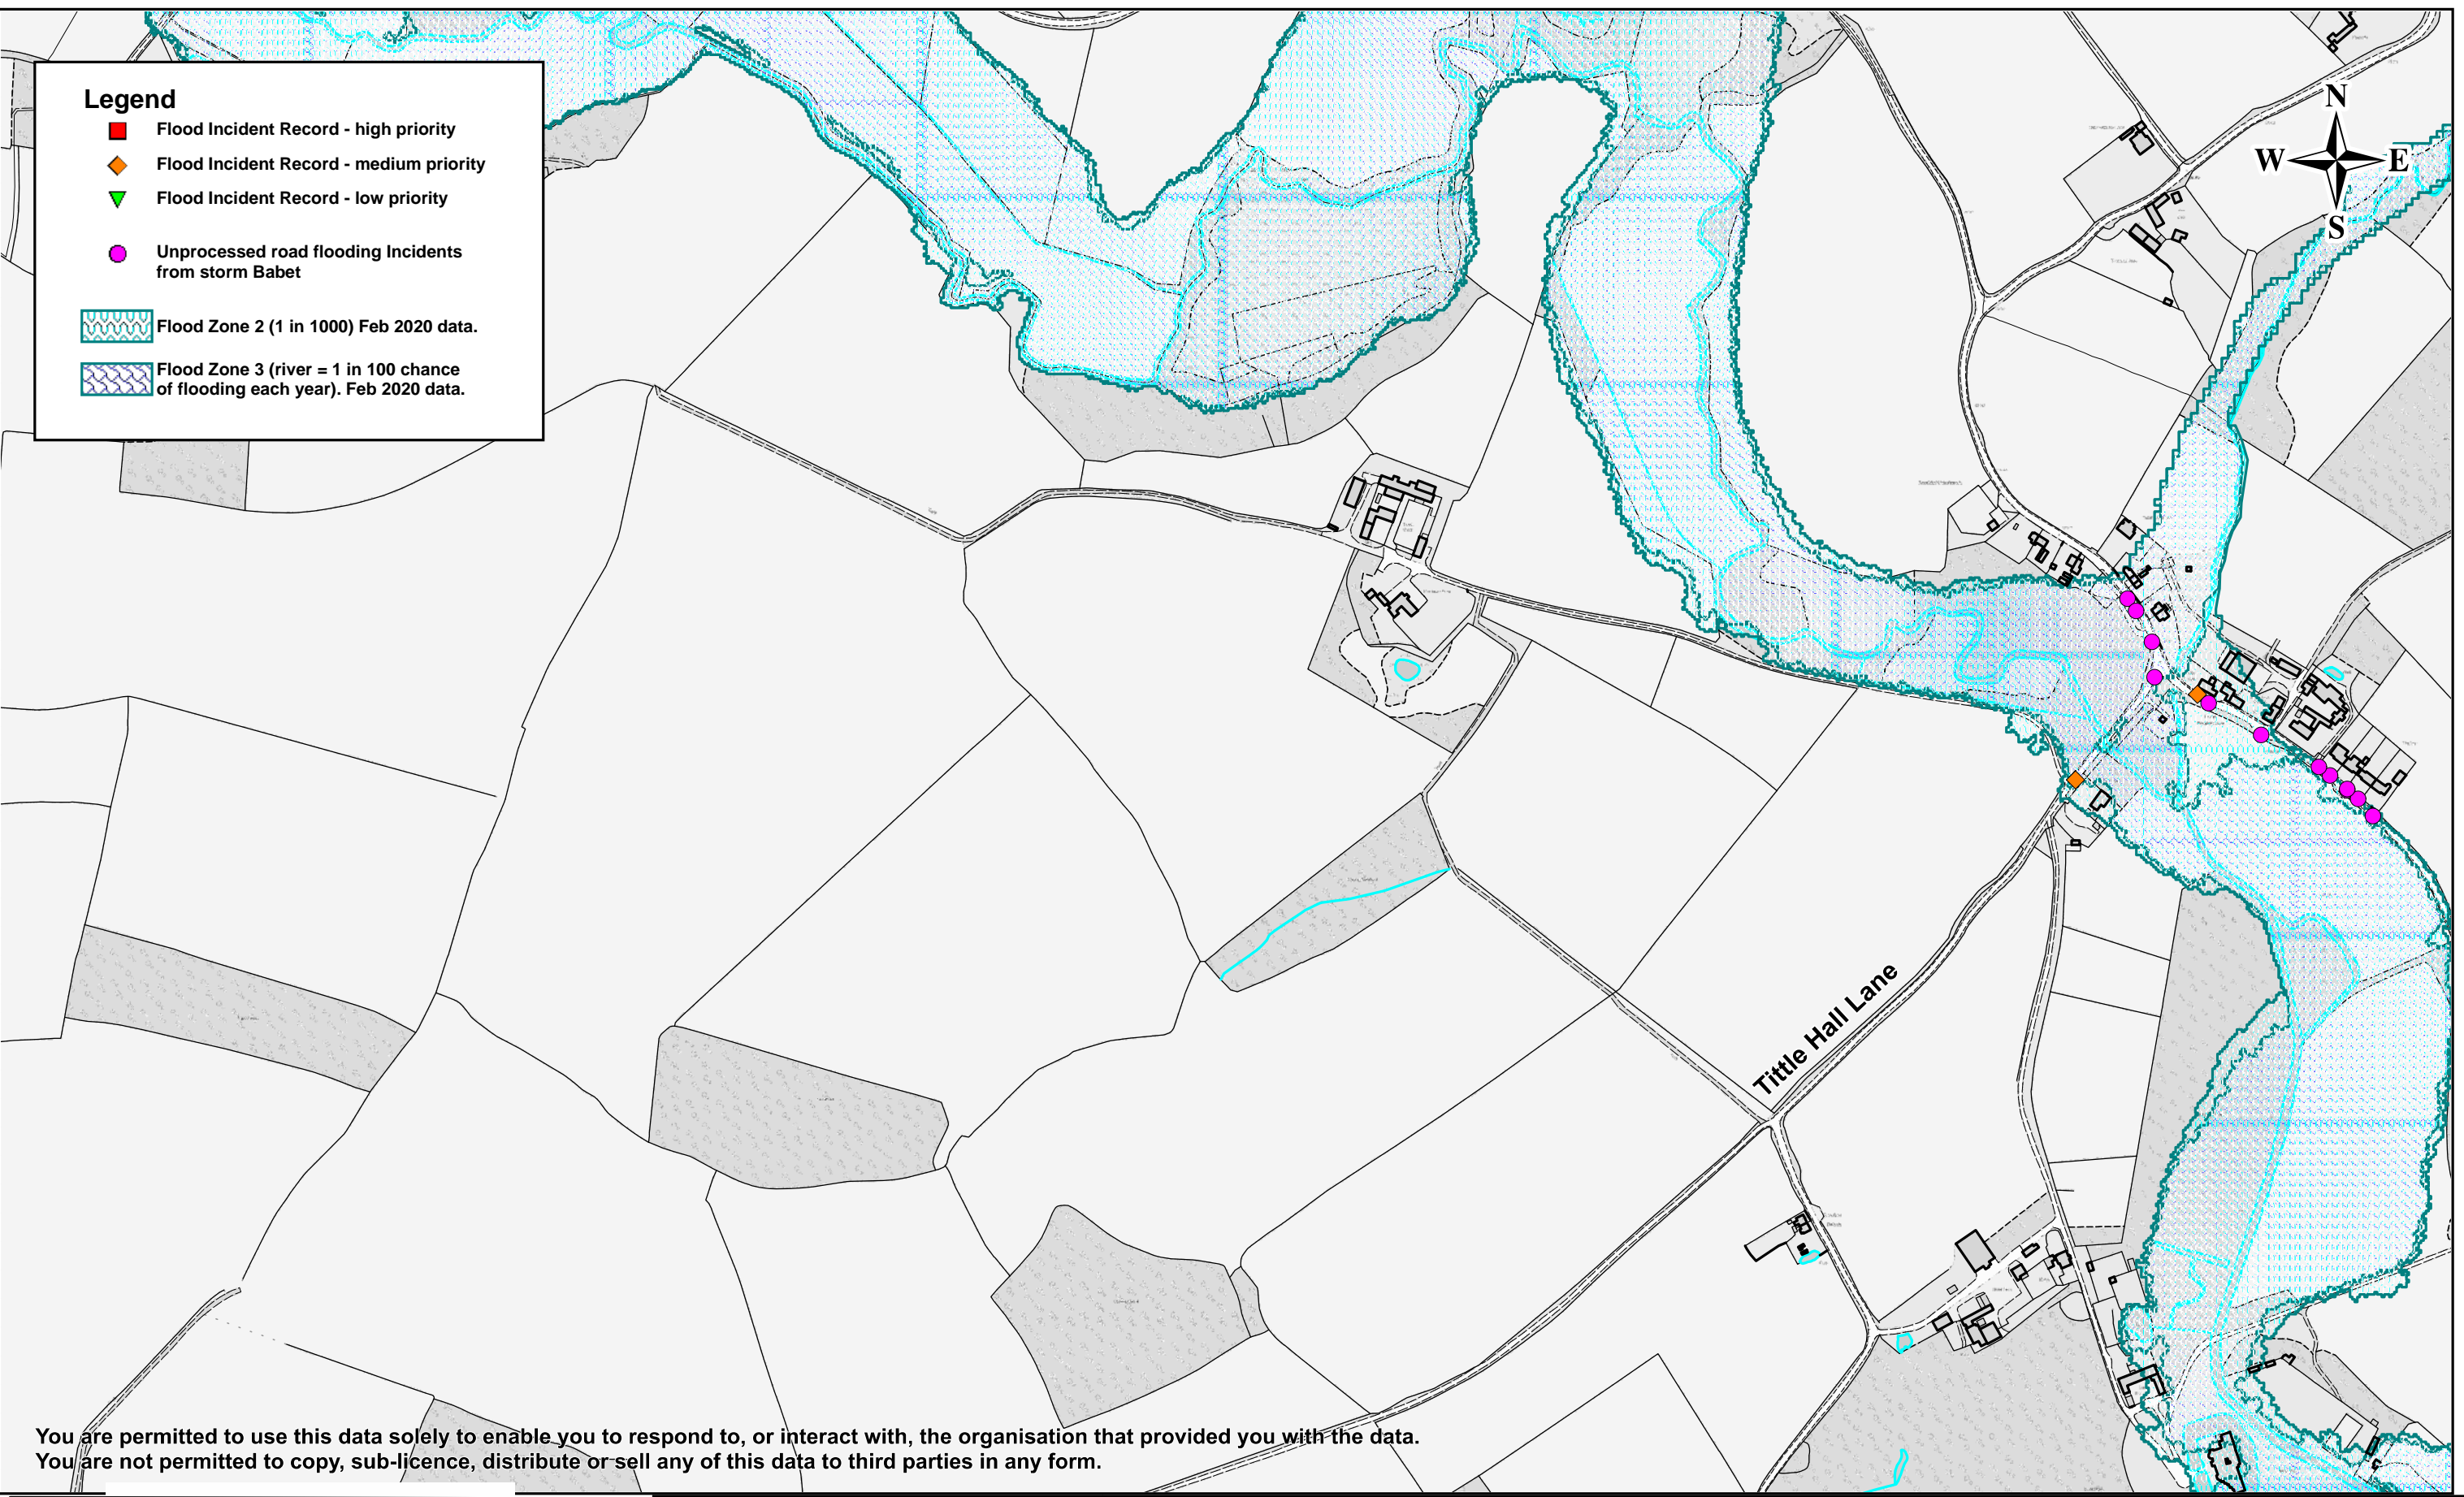 Legend
Flood Incident Record - high priority
Flood Incident Record - medium priority
Flood Incident Record - low priority
Unprocessed road flooding Incidents
from storm Babet
Flood Zone 2 (1 in 1000) Feb 2020 data.
Flood Zone 3 (river = 1 in 100 chance
of flooding each year). Feb 2020 data.
N
W E
S
Tittle Hall Lane
You are permitted to use this data solely to enable you to respond to, or interact with, the organisation that provided you with the data.
You are not permitted to copy, sub-licence, distribute or sell any of this data to third parties in any form.